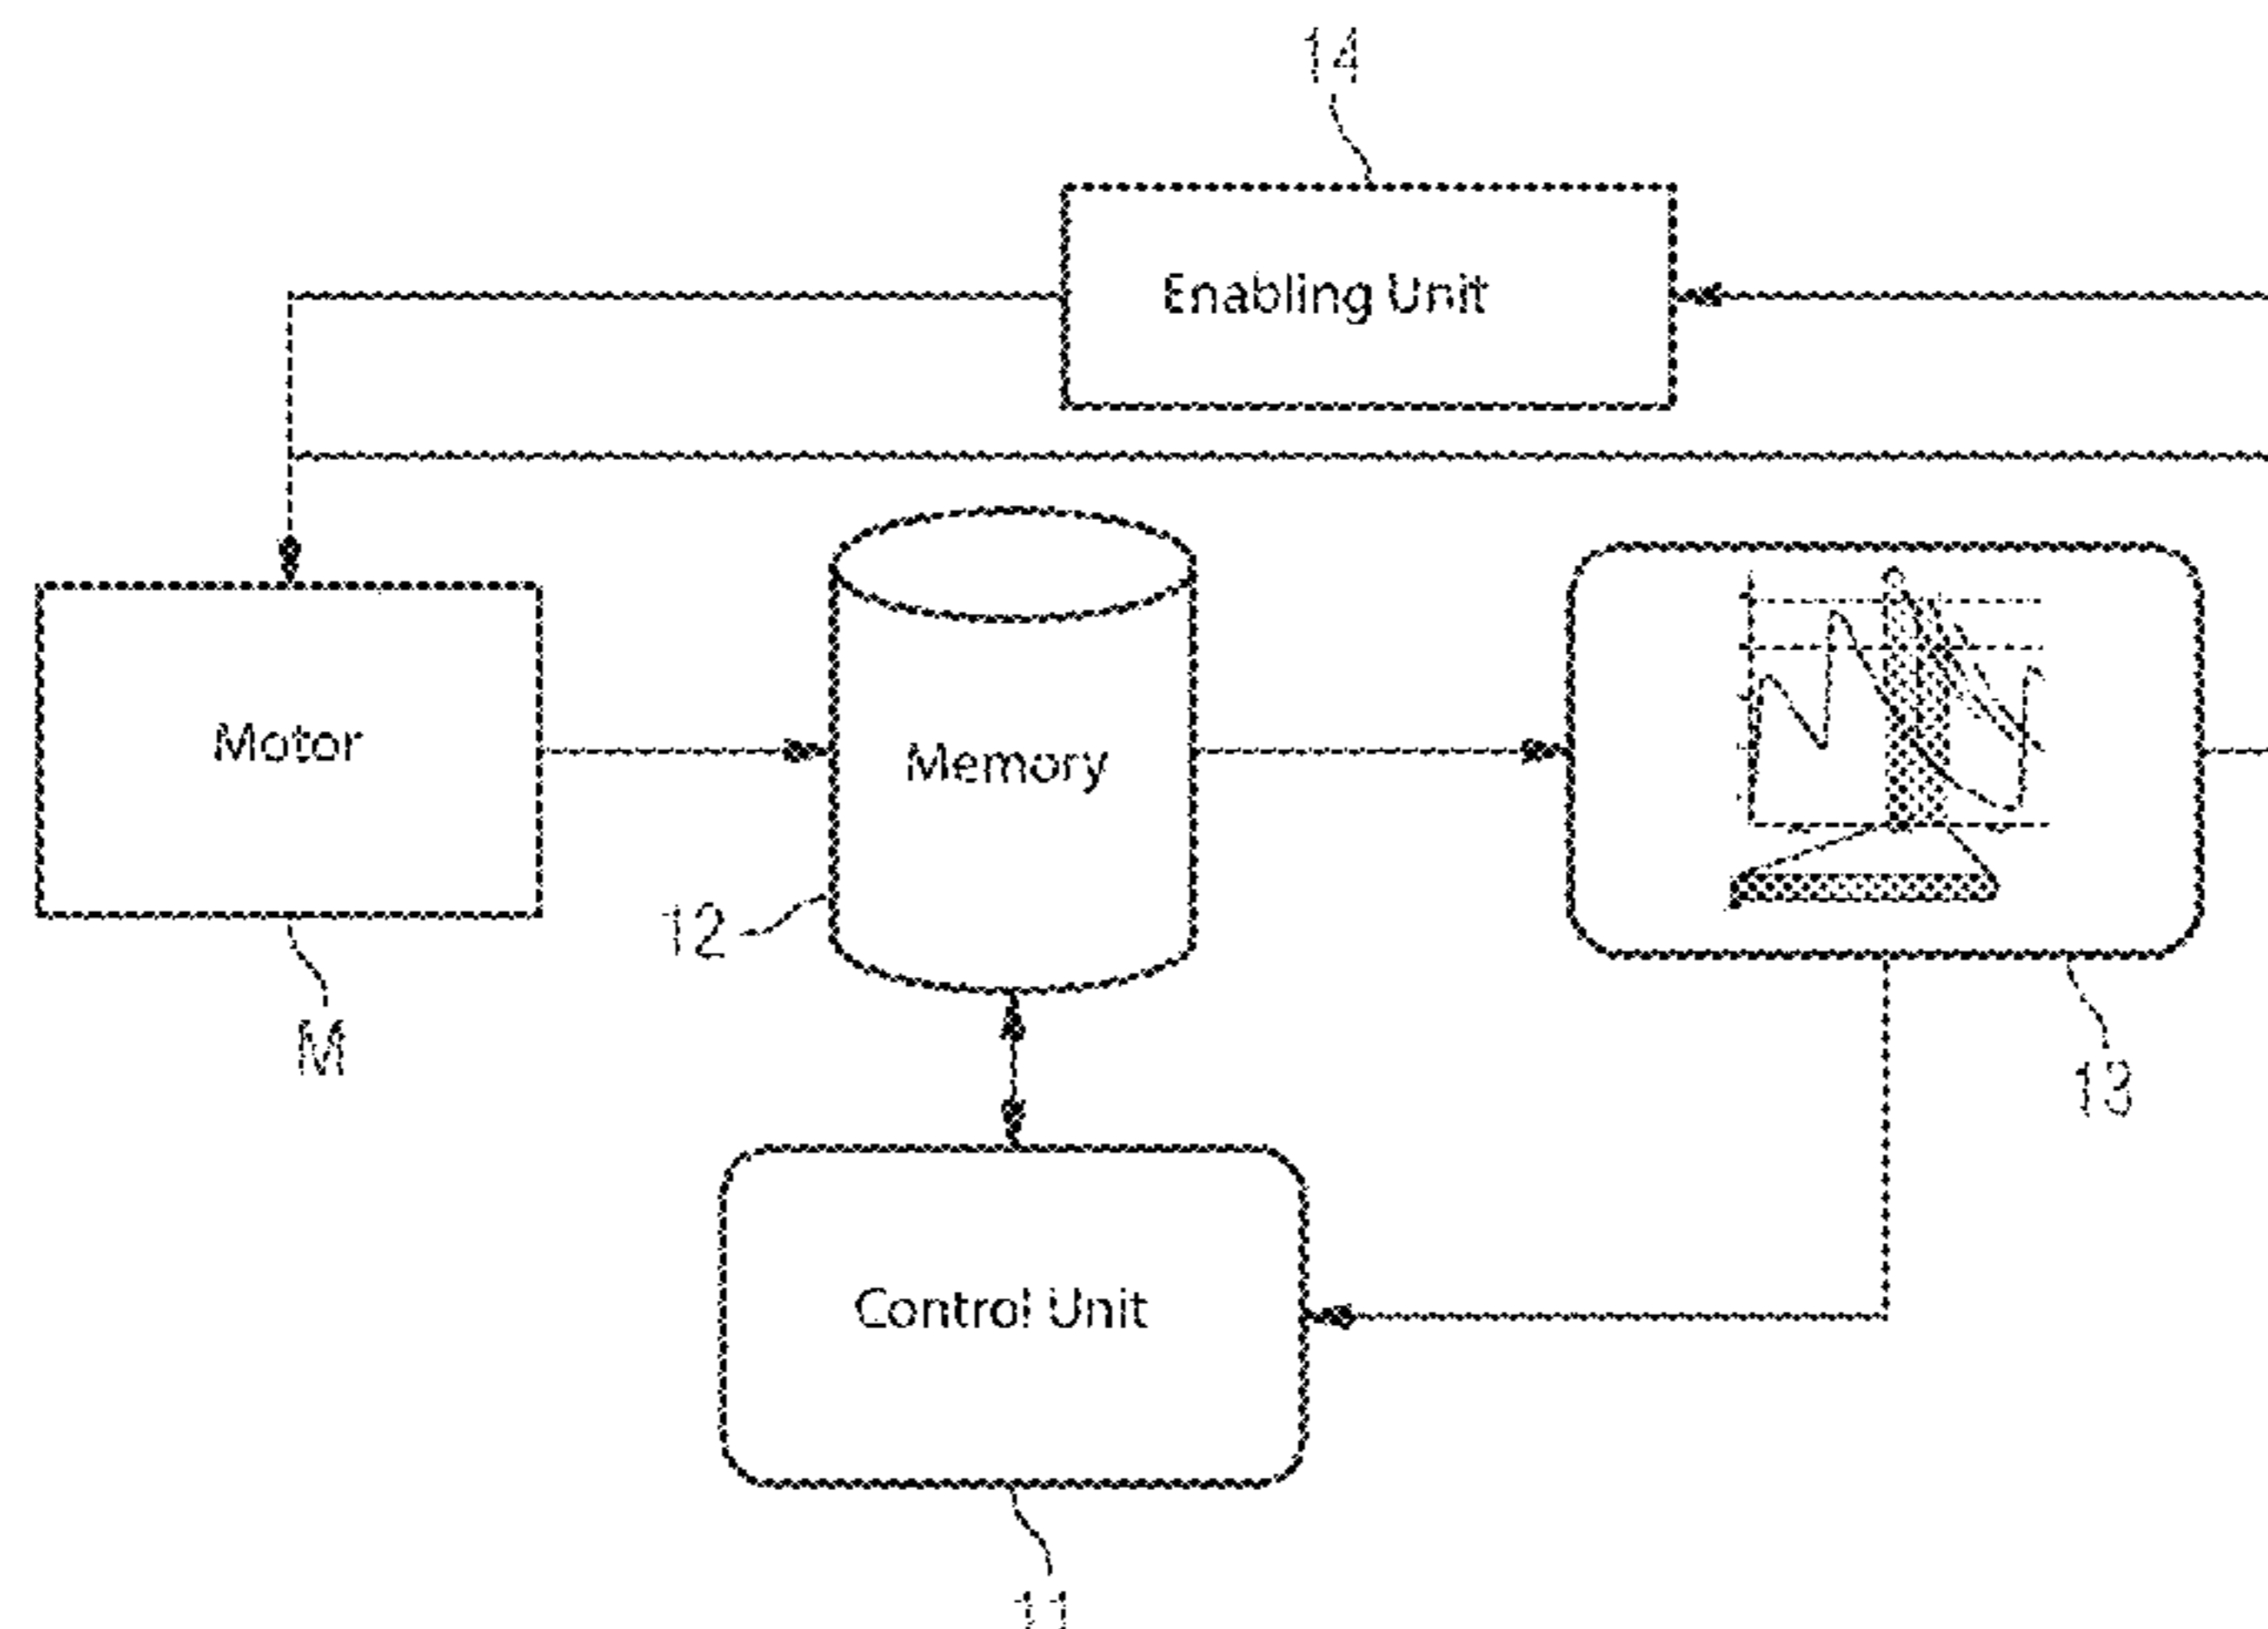 14
Enabling Unit
Motor
Memory
12
M
13
Control Unit
11